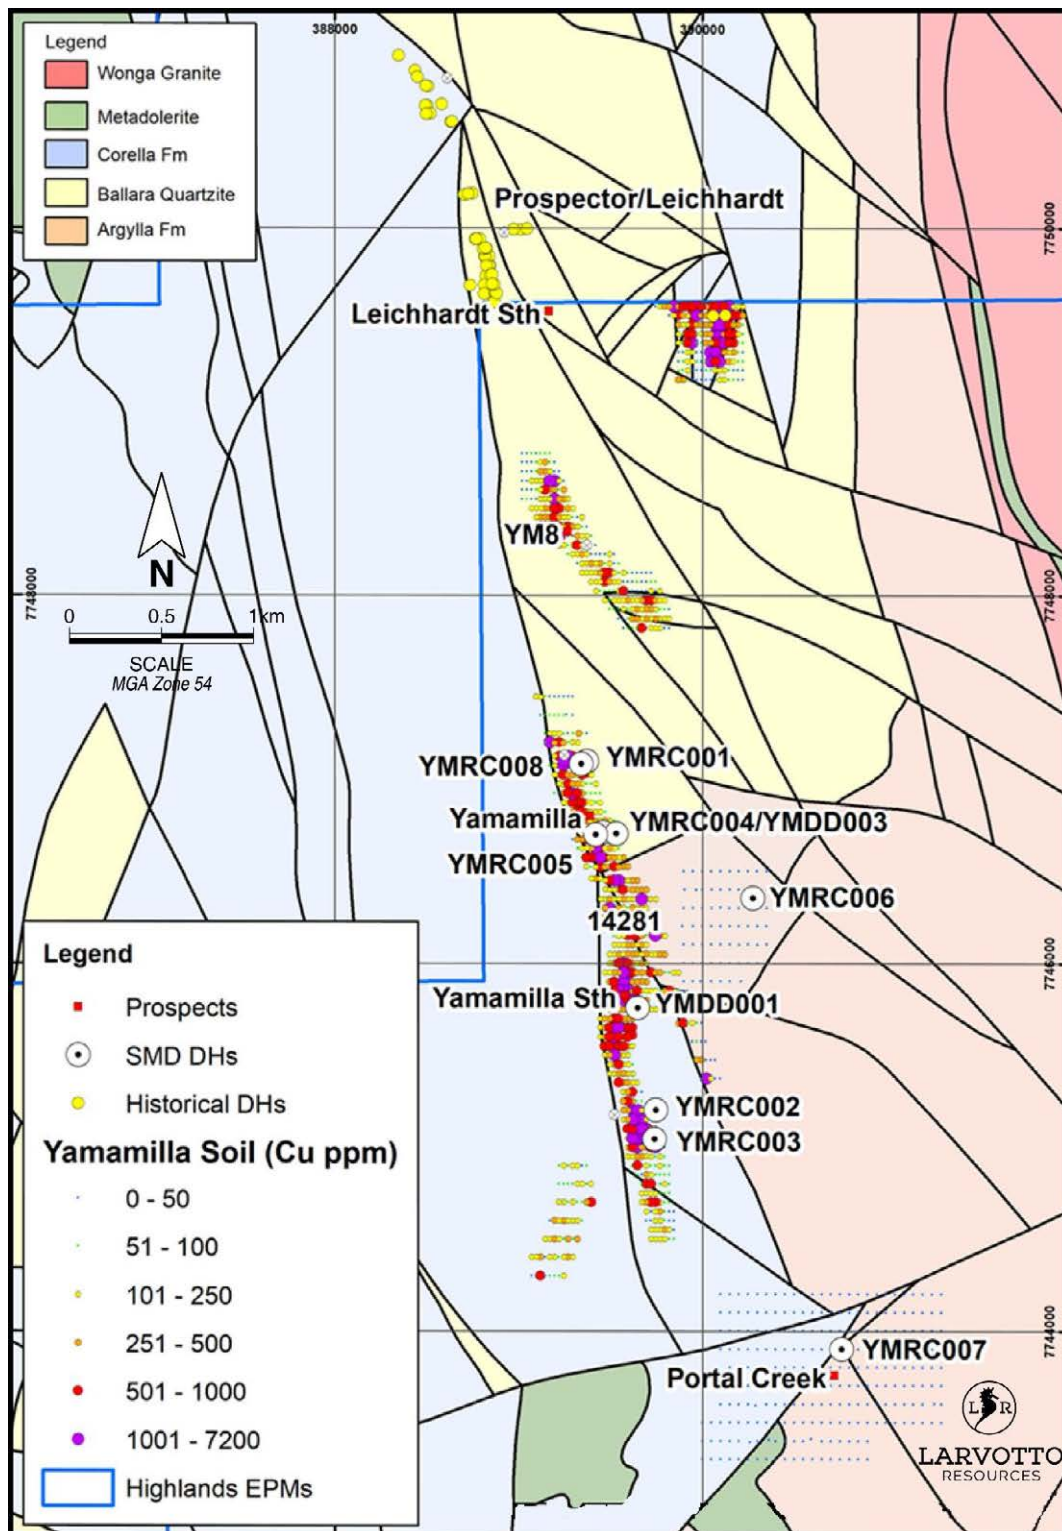 388000
390000
Legend
Wonga Granite
Metadolerite
Corella Fm
Ballara Quartzite
Argylla Fm
Prospector/Leichhardt
7750000
Leichhardt Sth
YM8
N
7748000
7748000
0 0.5 1km
SCALE
MGA Zone 54
YMRC001
YMRC008
Yamamilla
YMRC004/YMDD003
YMRC005
YMRC006
14281
7746000
Yamamilla Sth
YMDD001
YMRC002
YMRC003
Legend
Prospects
SMD DHs
Historical DHs
Yamamilla Soil (Cu ppm)
0 - 50
51 - 100
101 - 250
251 - 500
501 - 1000
1001 - 7200
Highlands EPMs
7744000
YMRC007
Portal Creek
L R
LARVOTTO
RESOURCES